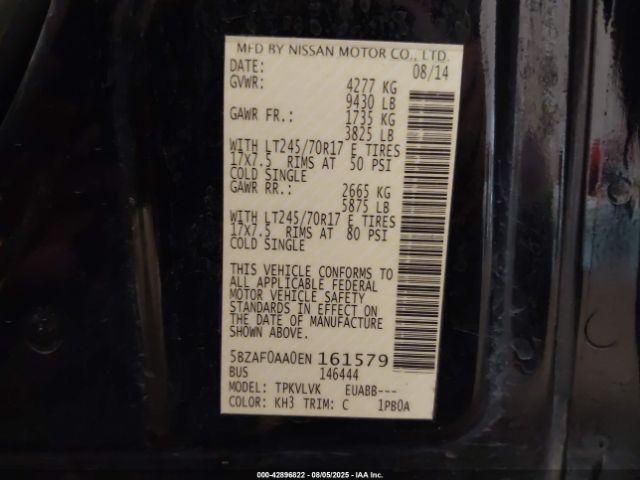 MFD BY NISSAN MOTOR CO., LTD.
DATE: 08/14
GVWR: 4277 KG
9430 LB
GAWR FR.: 1735 KG
3825 LB
WITH LT245/70R17 E TIRES
17X7.5 RIMS AT 50 PSI
COLD SINGLE
GAWR RR.: 2665 KG
5875 LB
WITH LT245/70R17 E TIRES
17X7.5 RIMS AT 80 PSI
COLD SINGLE
THIS VEHICLE CONFORMS TO
ALL APPLICABLE FEDERAL
MOTOR VEHICLE SAFETY
STANDARDS IN EFFECT ON
THE DATE OF MANUFACTURE
SHOWN ABOVE.
5BZAF0AA0EN 161579
BUS 146444
MODEL: TPKVLVK EUABB---
COLOR: KH3 TRIM: C 1PB0A
000-42896822 - 08/05/2025 - IAA Inc.